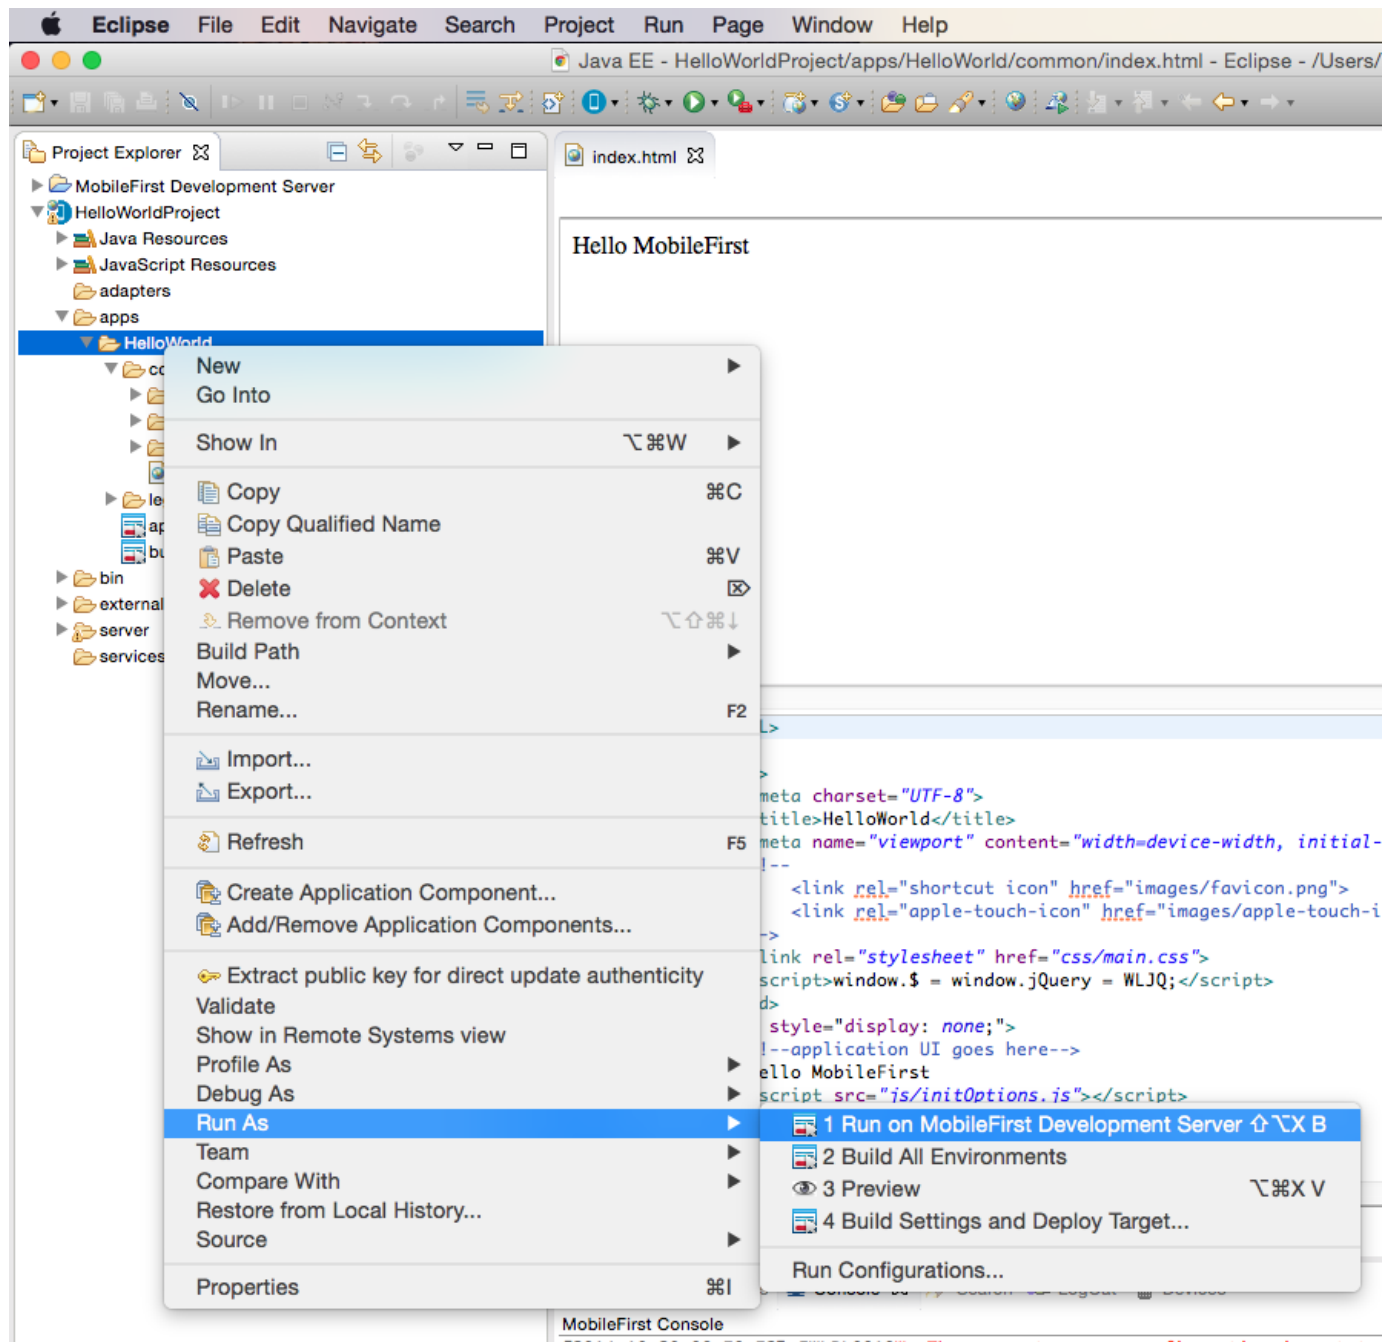 Eclipse File Edit Navigate Search Project Run Page Window Help
Java EE - HelloWorldProject/apps/HelloWorld/common/index.html - Eclipse - /Users/
Project Explorer
index.html
MobileFirst Development Server
HelloWorldProject
Java Resources
JavaScript Resources
adapters
apps
HelloWorld
bin
external
server
services
Hello MobileFirst
New
Go Into
Show In ⌥⌘W
Copy ⌘C
Copy Qualified Name
Paste ⌘V
Delete ⌦
Remove from Context ⌥⇧⌘↓
Build Path
Move...
Rename... F2
Import...
Export...
Refresh F5
Create Application Component...
Add/Remove Application Components...
Extract public key for direct update authenticity
Validate
Show in Remote Systems view
Profile As
Debug As
Run As
Team
Compare With
Restore from Local History...
Source
Properties ⌘I
1 Run on MobileFirst Development Server ⇧⌥X B
2 Build All Environments
3 Preview ⌥⌘X V
4 Build Settings and Deploy Target...
Run Configurations...
L>
>
meta charset="UTF-8">
title>HelloWorld</title>
meta name="viewport" content="width=device-width, initial-
!--
<link rel="shortcut icon" href="images/favicon.png">
<link rel="apple-touch-icon" href="images/apple-touch-i
->
link rel="stylesheet" href="css/main.css">
script>window.$ = window.jQuery = WLJQ;</script>
d>
style="display: none;">
!--application UI goes here-->
ello MobileFirst
script src="js/initOptions.js"></script>
MobileFirst Console